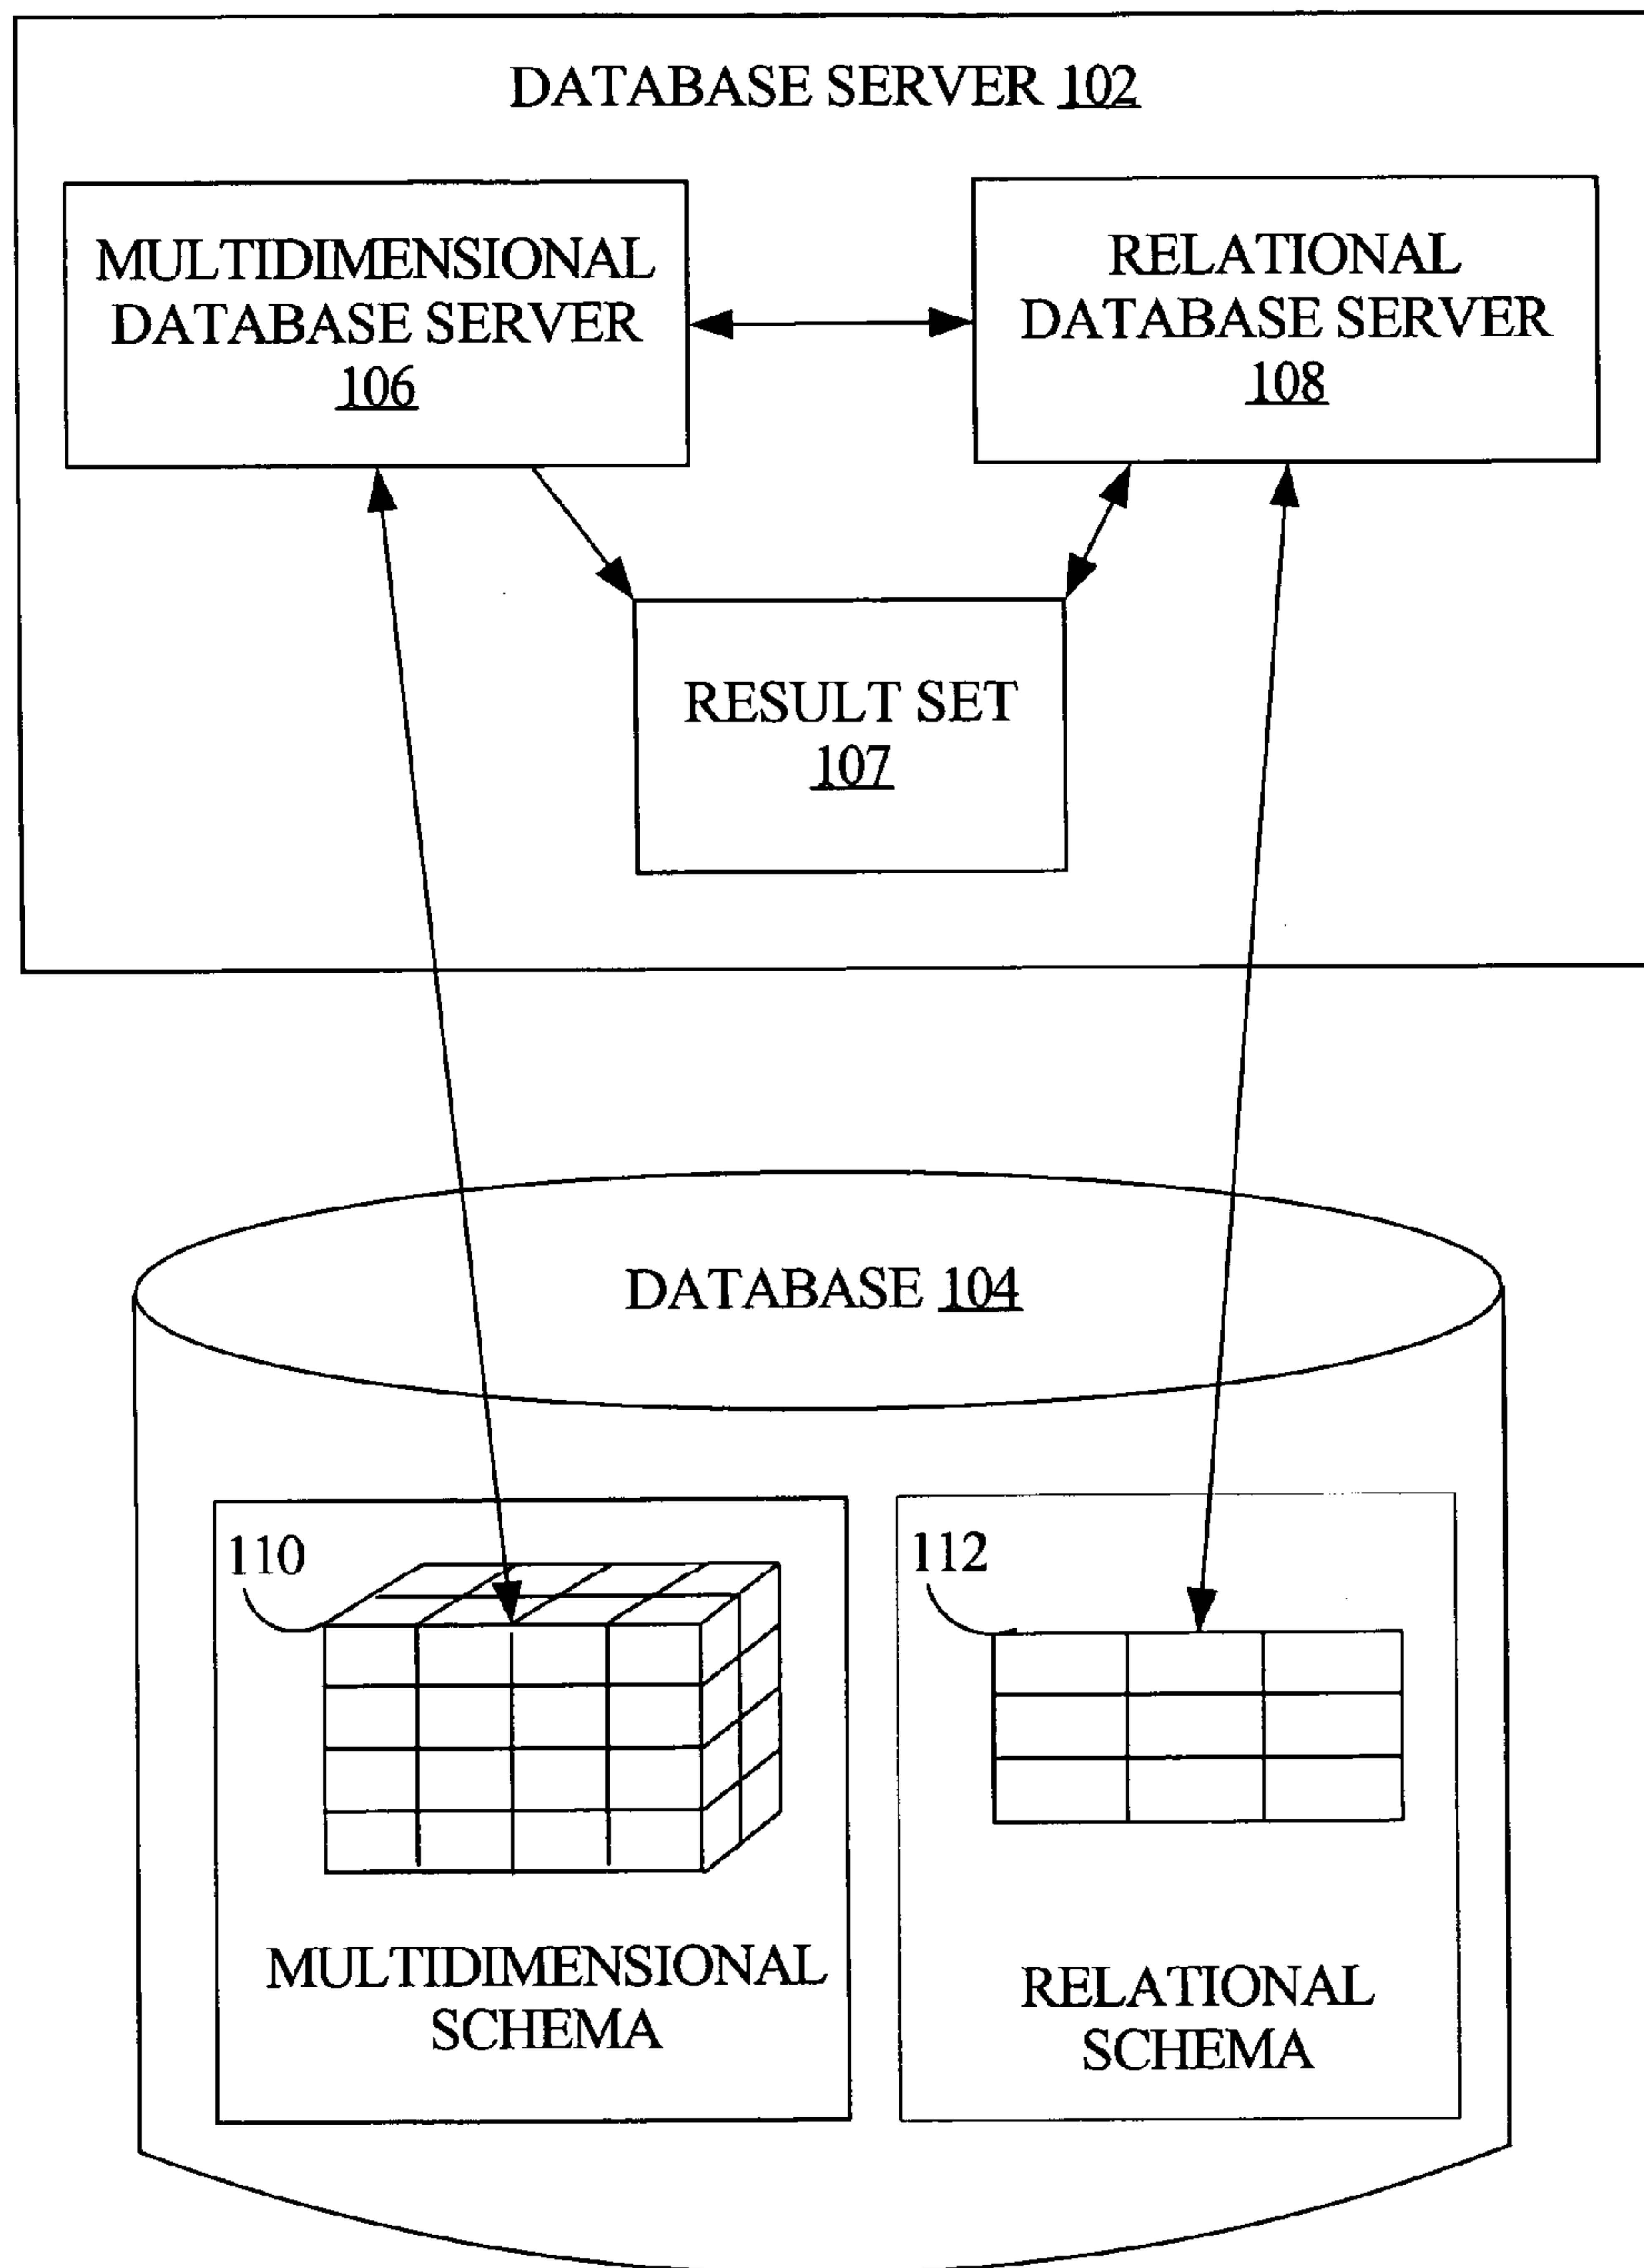 DATABASE SERVER 102
MULTIDIMENSIONAL
DATABASE SERVER
106
RELATIONAL
DATABASE SERVER
108
RESULT SET
107
DATABASE 104
110
112
MULTIDIMENSIONAL
SCHEMA
RELATIONAL
SCHEMA